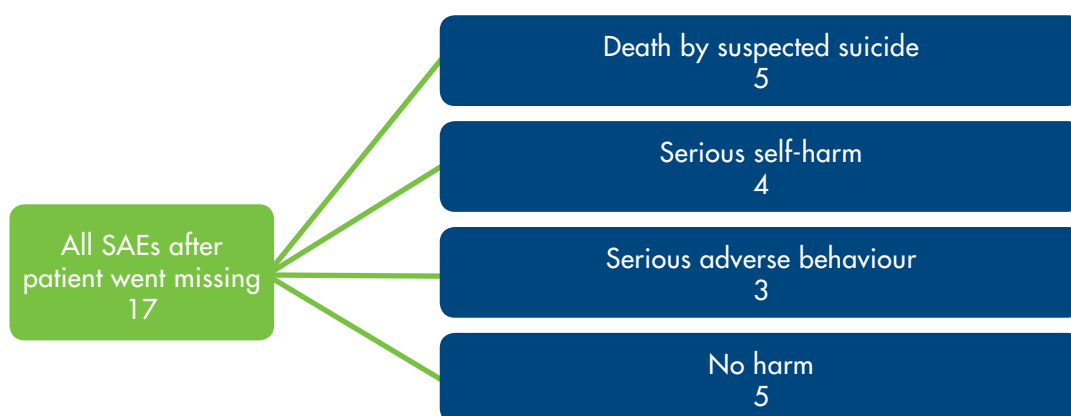 All SAEs after
patient went missing
17
Death by suspected suicide
5
Serious self-harm
4
Serious adverse behaviour
3
No harm
5